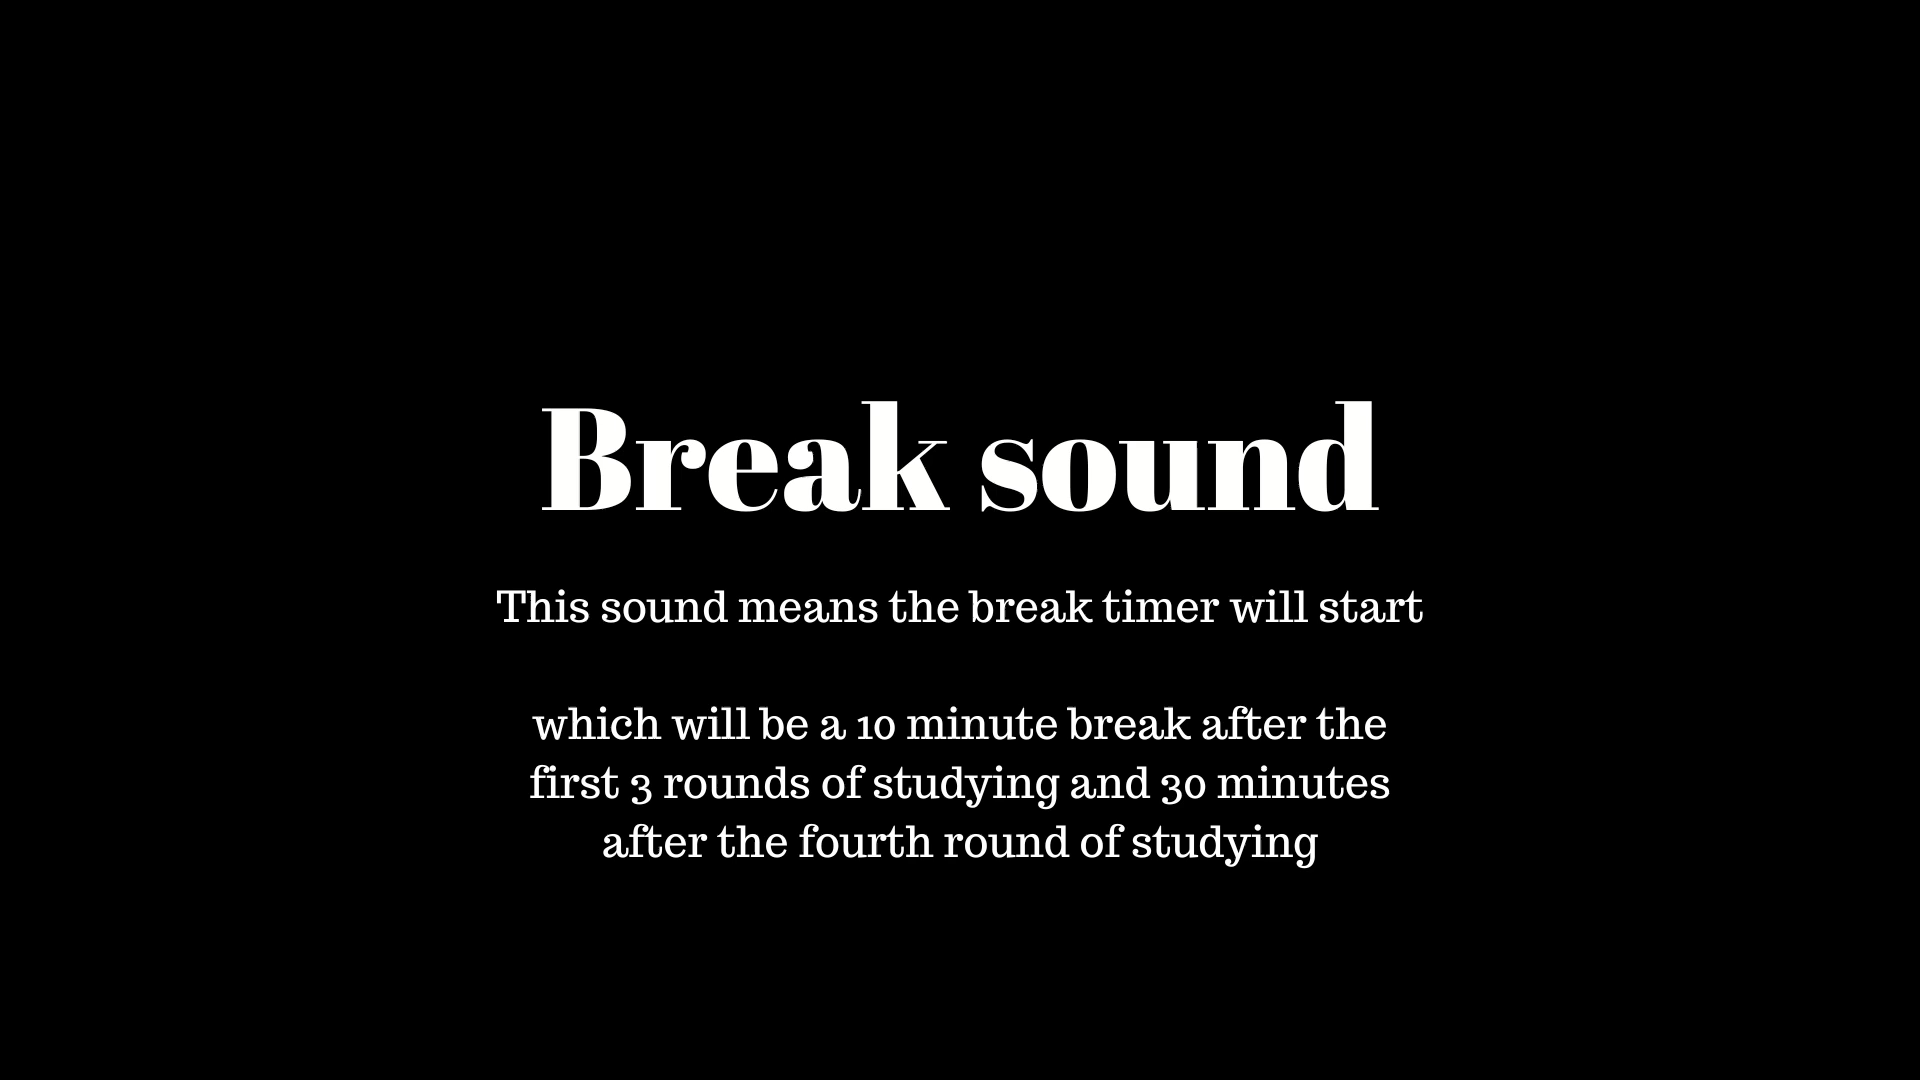 Break sound
This sound means the break timer will start
which will be a 10 minute break after the
first 3 rounds of studying and 30 minutes
after the fourth round of studying